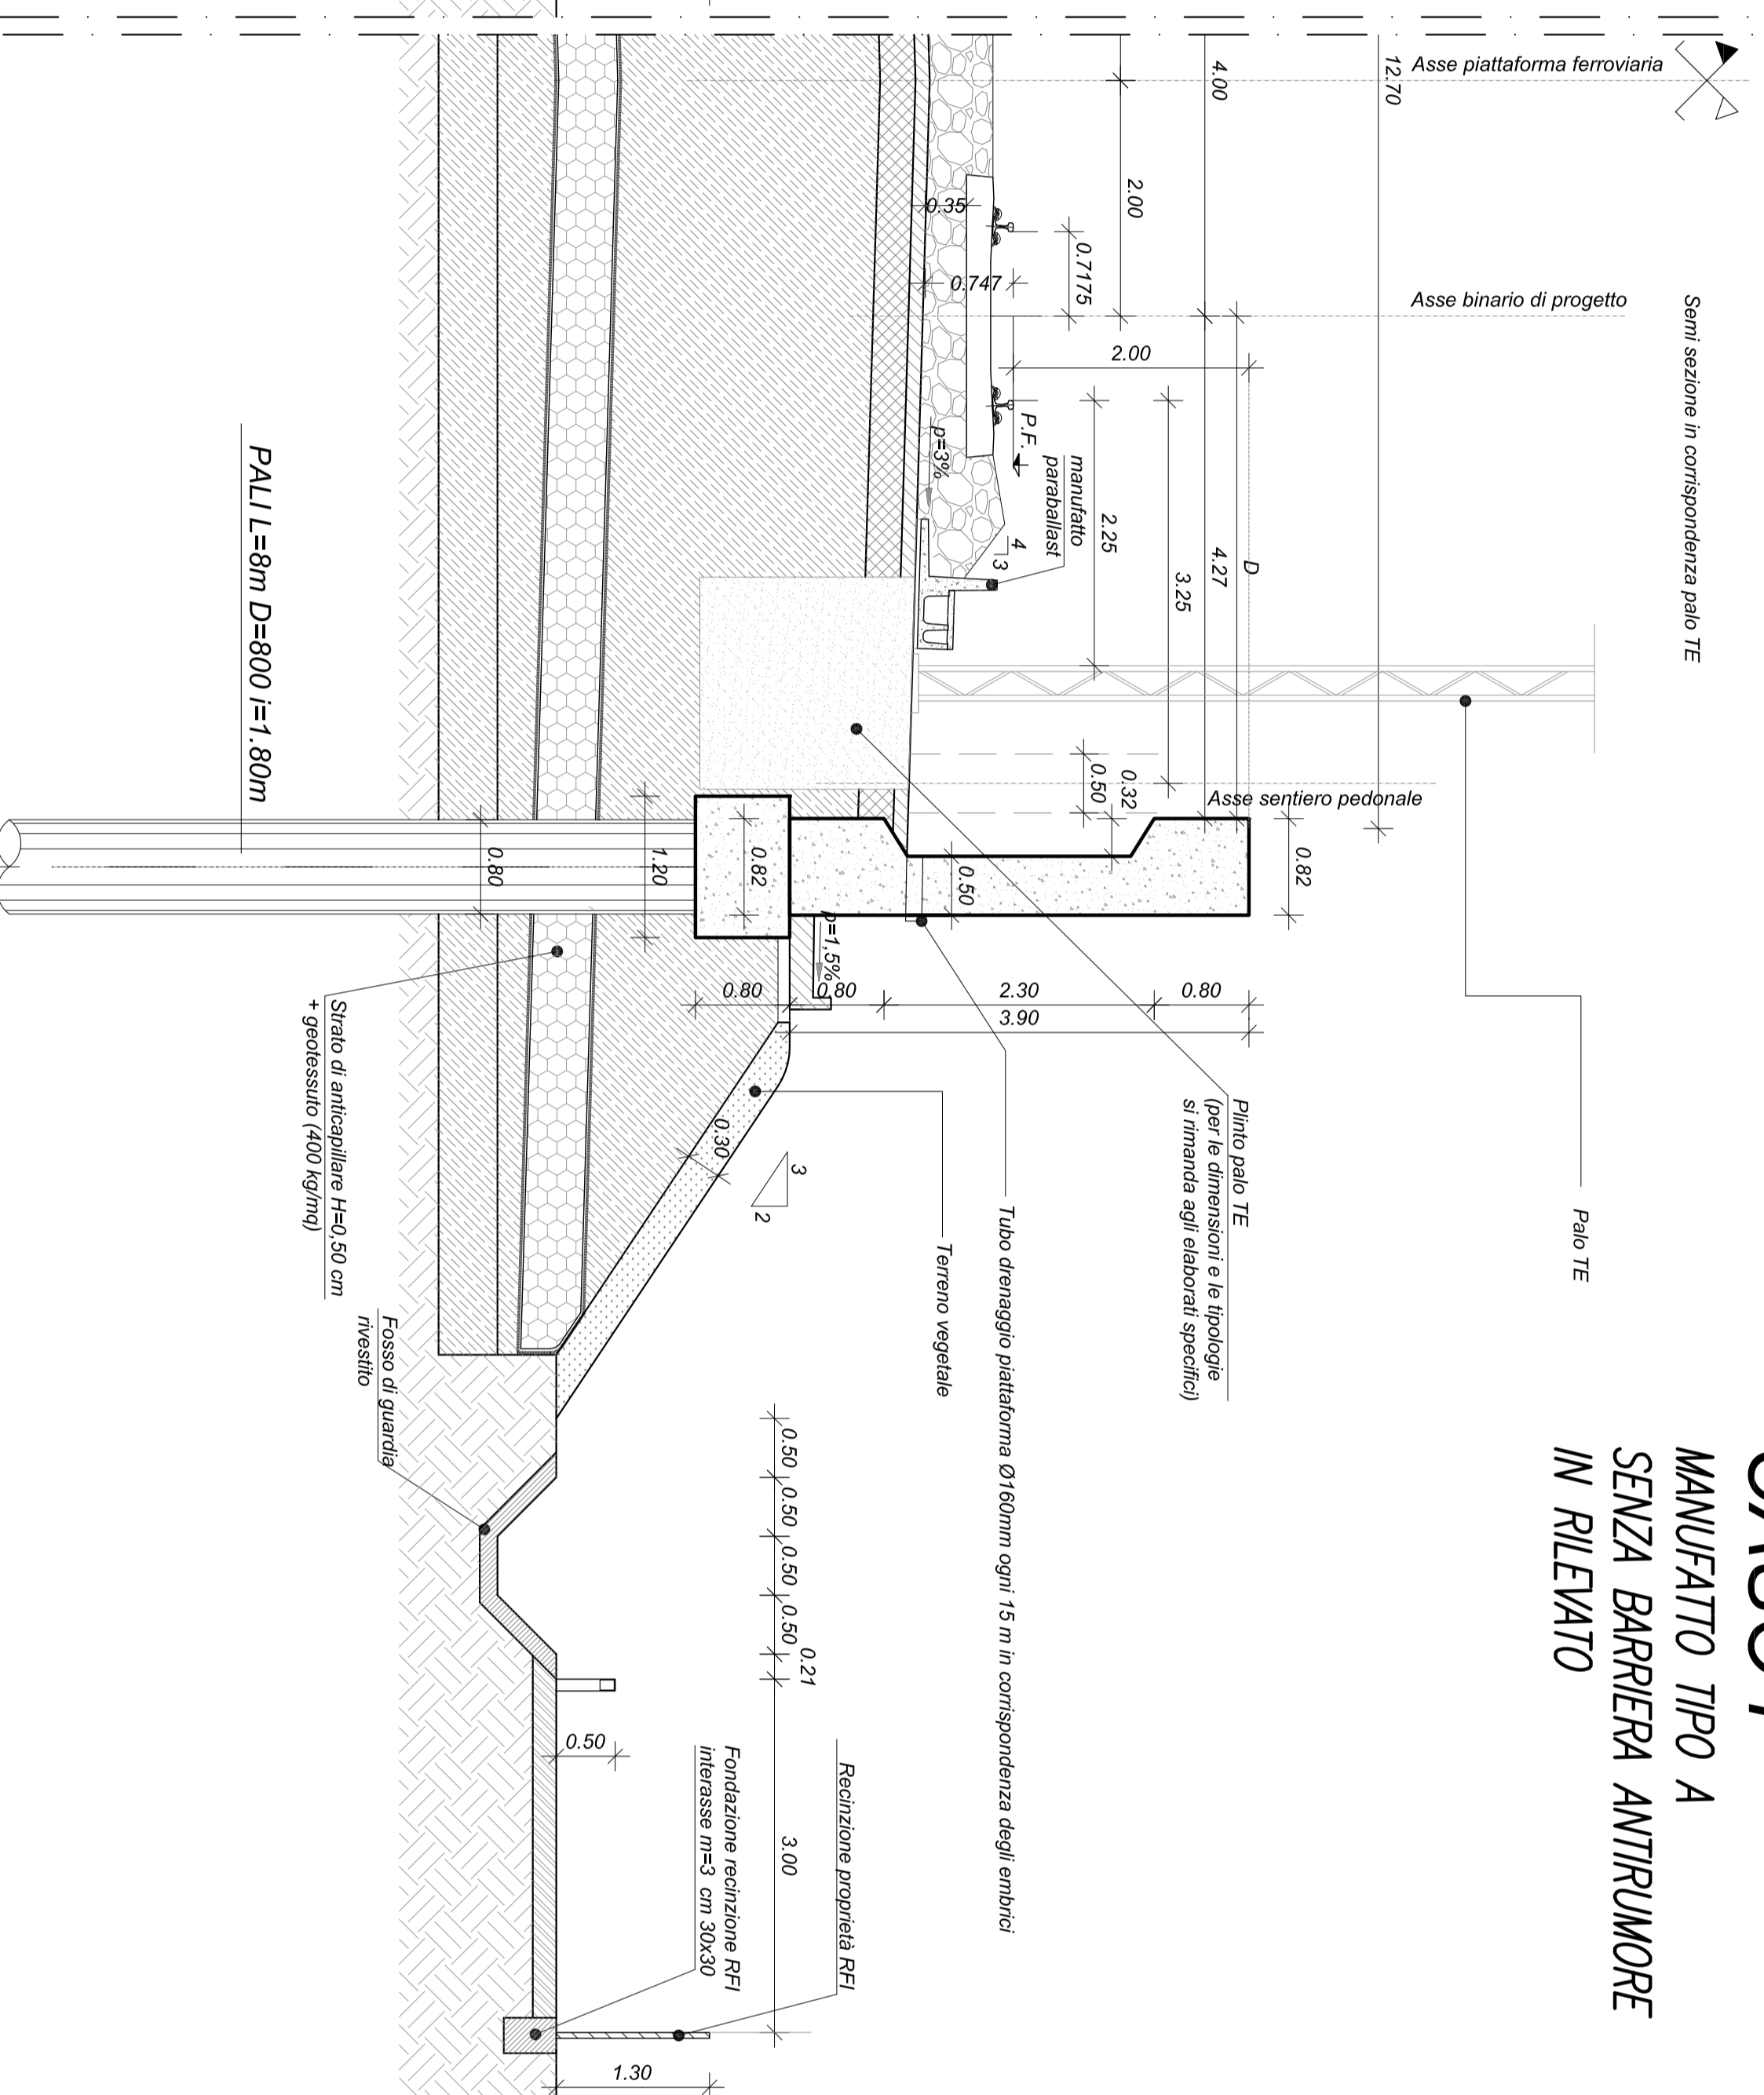 MANUFATTO TIPO A
SENZA BARRIERA ANTIRUMORE
IN RILEVATO
Semi sezione in corrispondenza palo TE
Asse piattaforma ferroviaria
Asse binario di progetto
Asse sentiero pedonale
12.70
4.00
4.27
D
2.00
2.00
3.25
2.25
0.7175
0.35
0.747
P.F.
p=3%
manufatto
paraballast
4
3
0.50
0.32
0.82
0.50
0.82
1.20
0.80
p=1,5%
0.80
0.80
2.30
0.80
3.90
Palo TE
Plinto palo TE
(per le dimensioni e le tipologie
si rimanda agli elaborati specifici)
Tubo drenaggio piattaforma Ø160mm ogni 15 m in corrispondenza degli embrici
Terreno vegetale
0.30
3
2
PALI L=8m D=800 i=1.80m
Strato di anticapillare H=0,50 cm
+ geotessuto (400 kg/mq)
Fosso di guardia
rivestito
0.50
0.50
0.50
0.50
0.21
3.00
0.50
Recinzione proprietà RFI
Fondazione recinzione RFI
interasse m=3 cm 30x30
1.30